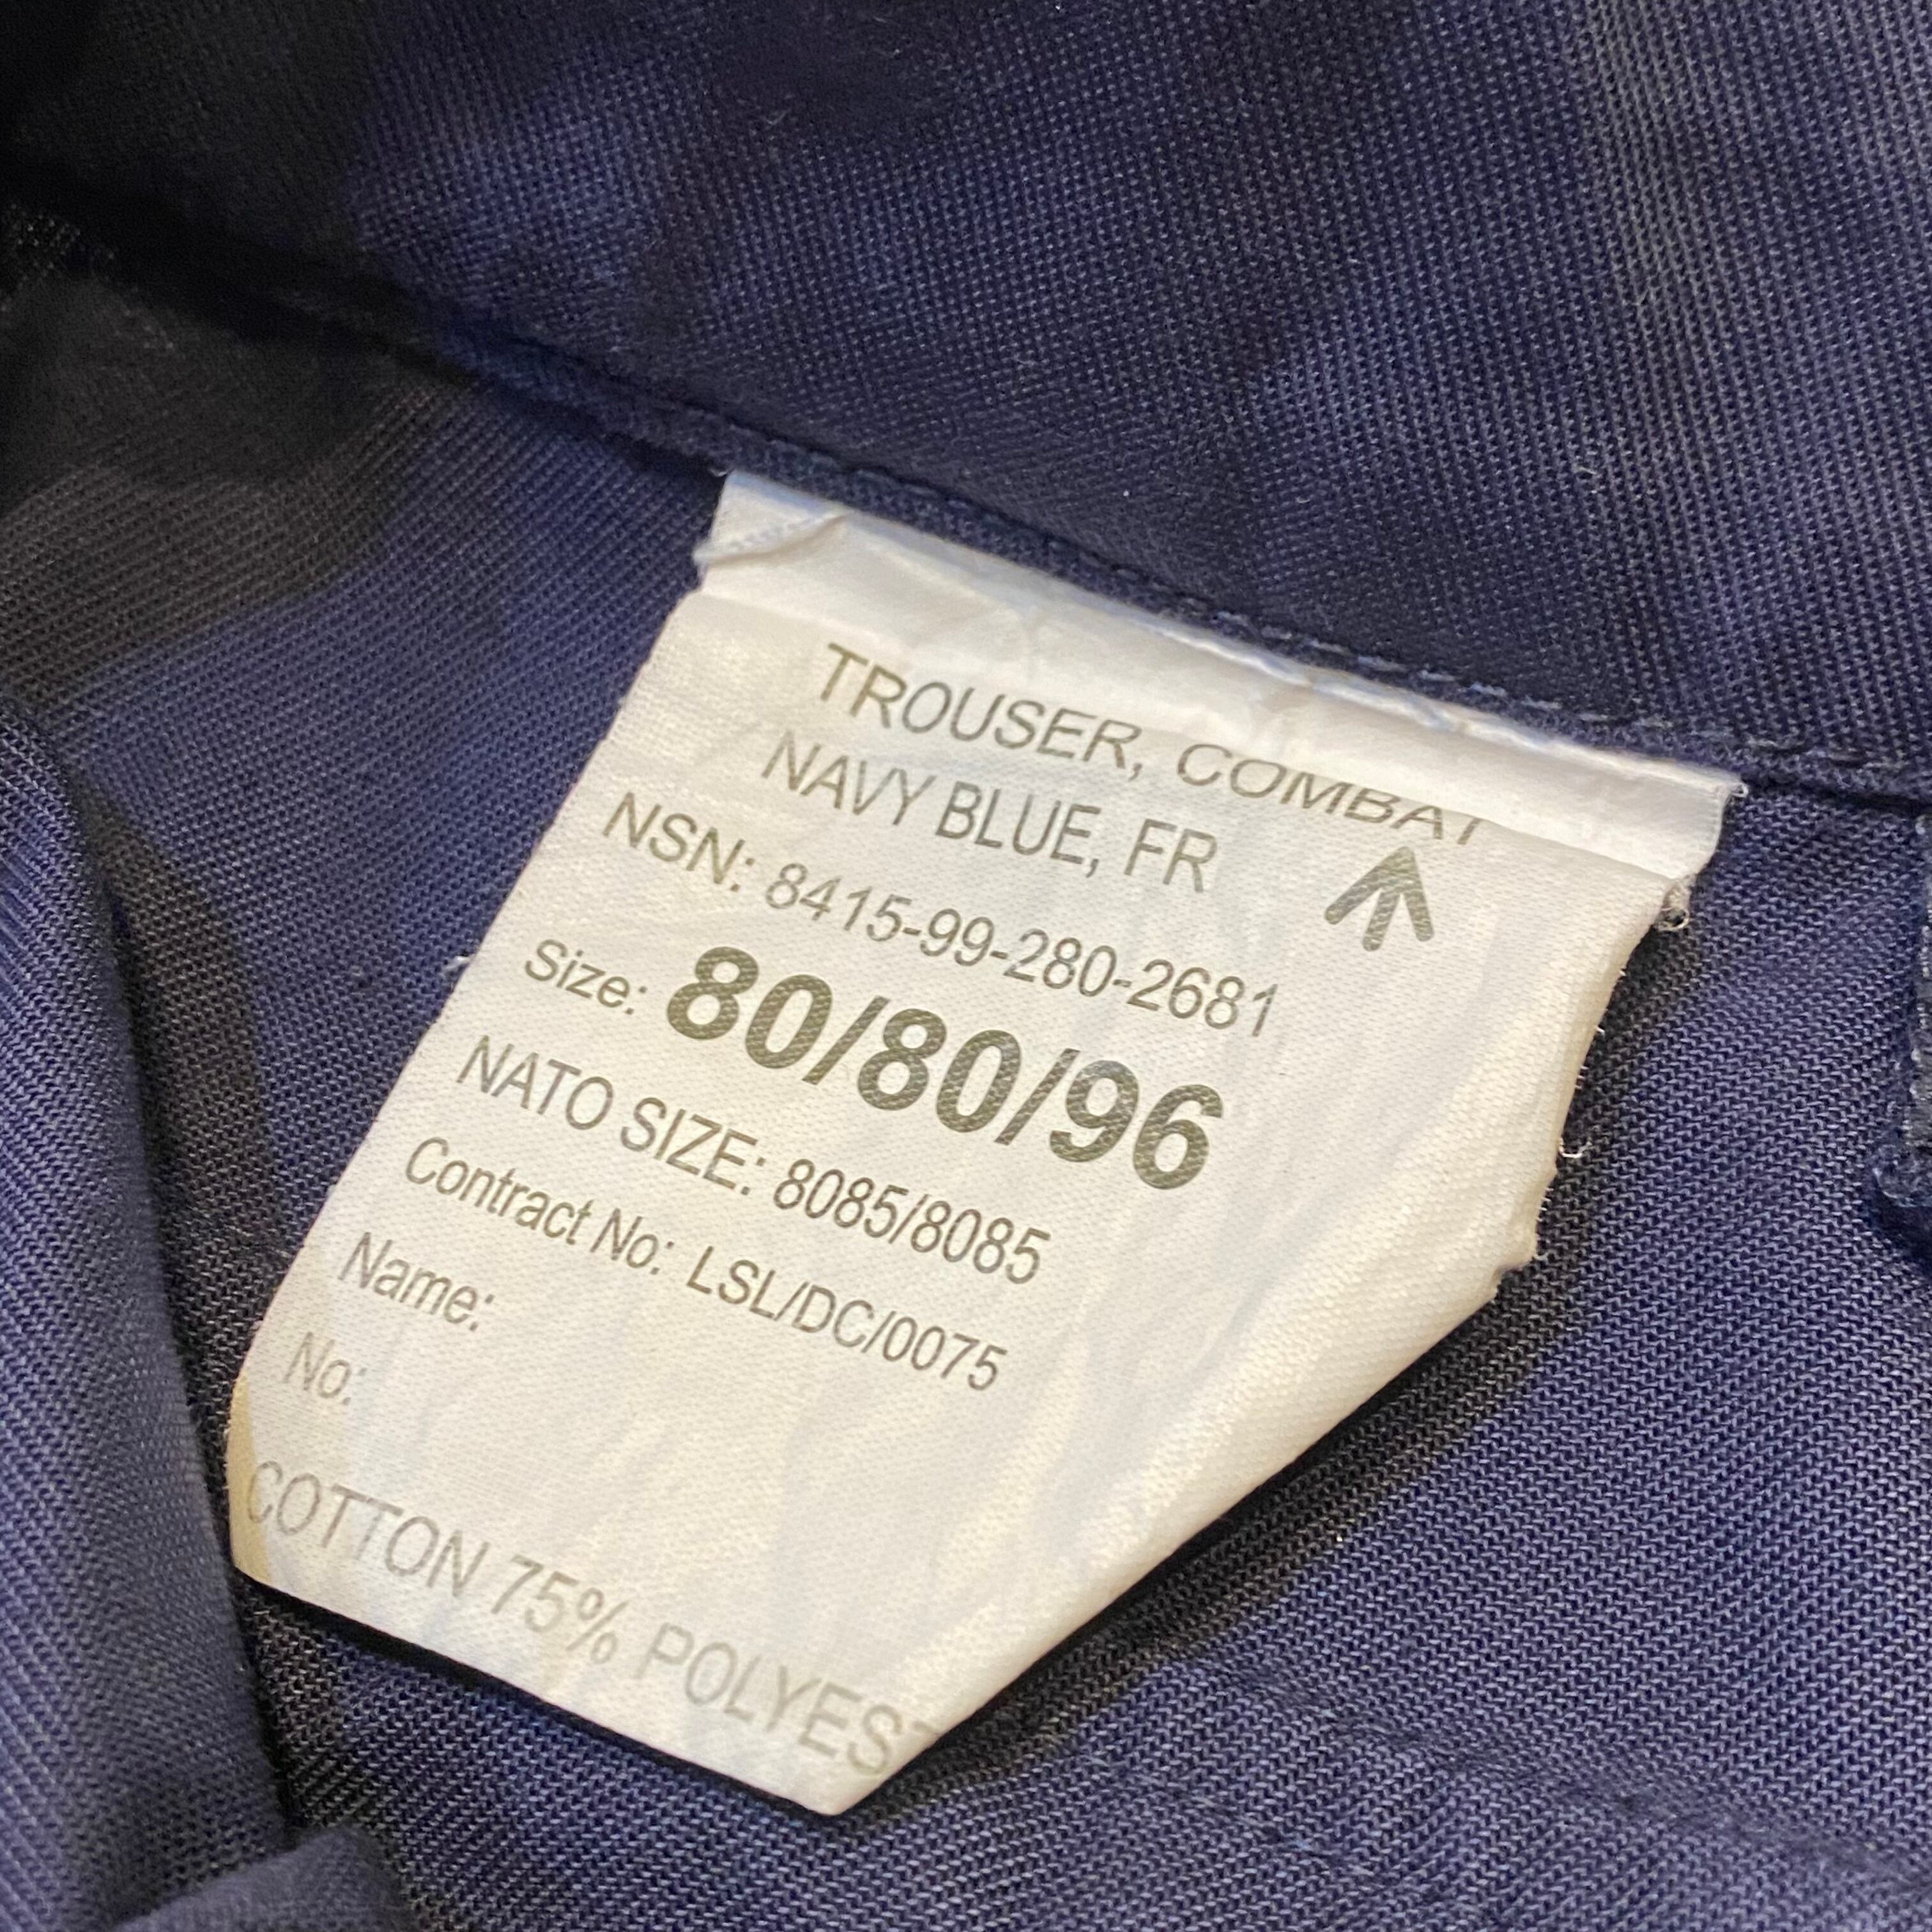 TROUSER, COMBAT
NAVY BLUE, FR
NSN: 8415-99-280-2681
Size: 80/80/96
NATO SIZE: 8085/8085
Contract No: LSL/DC/0075
Name:
No:
COTTON 75% POLYEST